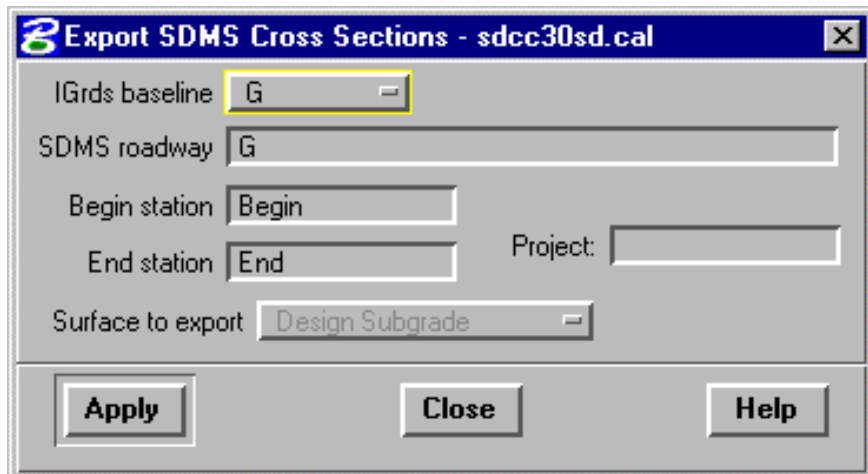 Export SDMS Cross Sections - sdcc30sd.cal
IGrds baseline G
SDMS roadway G
Begin station Begin
End station End
Project:
Surface to export Design Subgrade
Apply Close Help